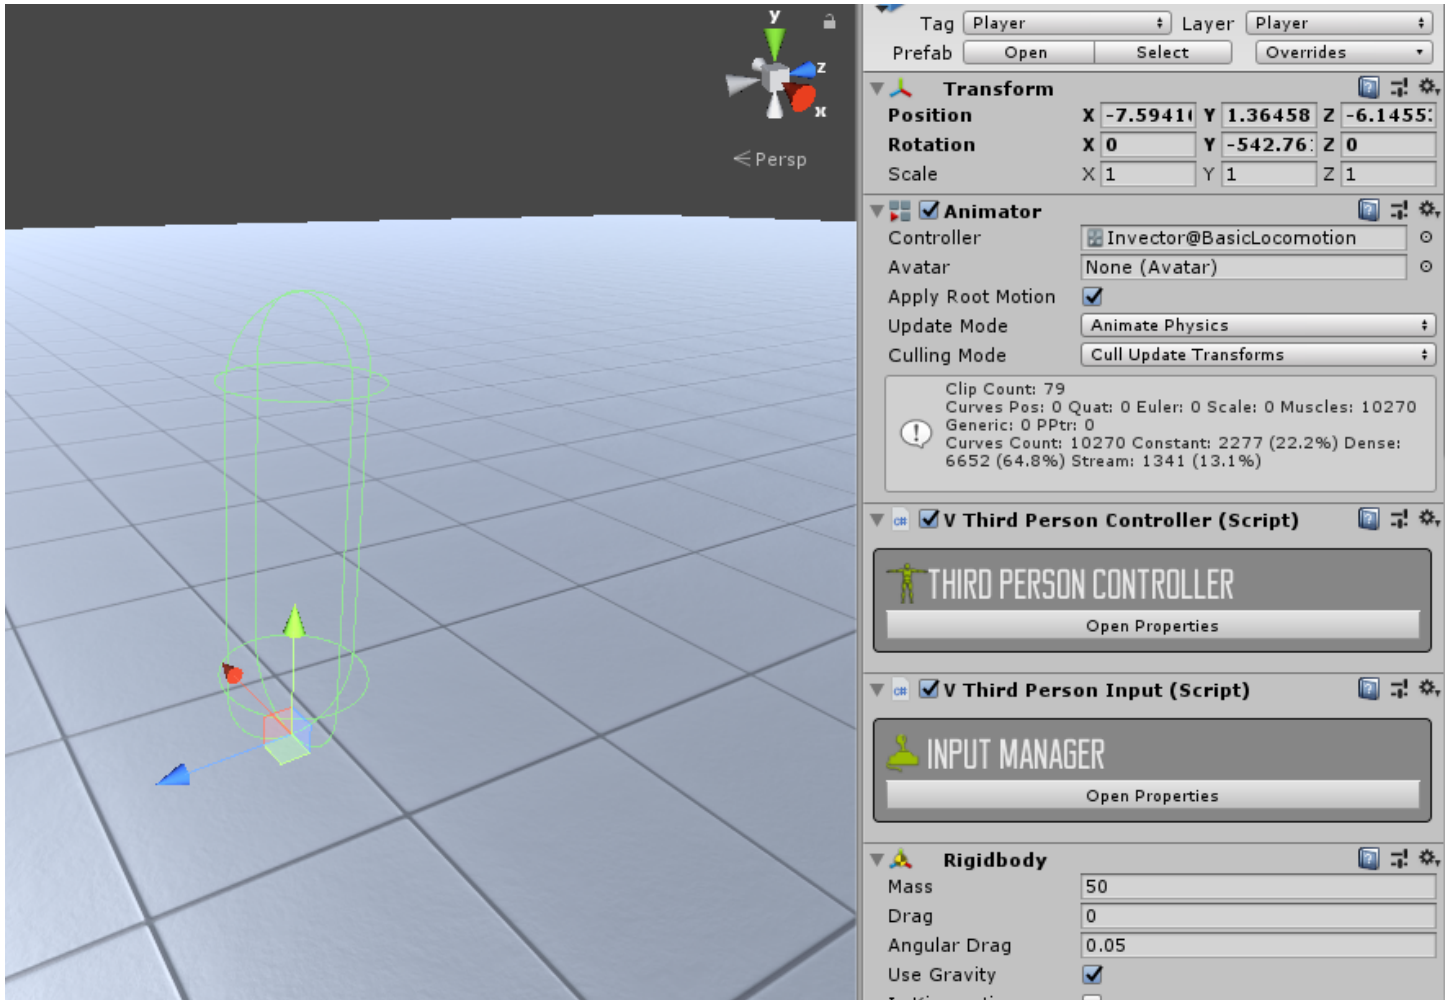 y
z
x
Persp
Tag Player Layer Player
Prefab Open Select Overrides
Transform
Position X -7.5941 Y 1.36458 Z -6.1455
Rotation X 0 Y -542.76 Z 0
Scale X 1 Y 1 Z 1
Animator
Controller Invector@BasicLocomotion
Avatar None (Avatar)
Apply Root Motion
Update Mode Animate Physics
Culling Mode Cull Update Transforms
Clip Count: 79
Curves Pos: 0 Quat: 0 Euler: 0 Scale: 0 Muscles: 10270
Generic: 0 PPtr: 0
Curves Count: 10270 Constant: 2277 (22.2%) Dense:
6652 (64.8%) Stream: 1341 (13.1%)
C# V Third Person Controller (Script)
THIRD PERSON CONTROLLER
Open Properties
C# V Third Person Input (Script)
INPUT MANAGER
Open Properties
Rigidbody
Mass 50
Drag 0
Angular Drag 0.05
Use Gravity